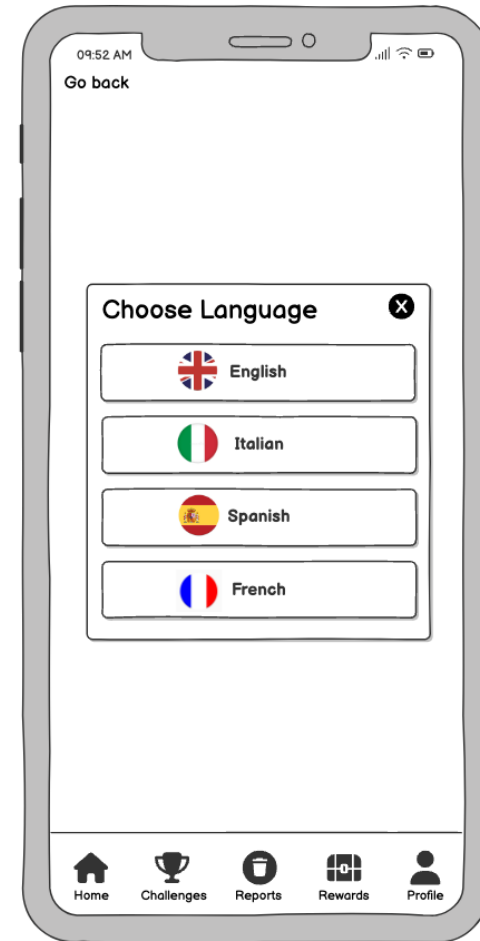 09:52 AM
Go back
Choose Language
English
Italian
Spanish
French
Home Challenges Reports Rewards Profile